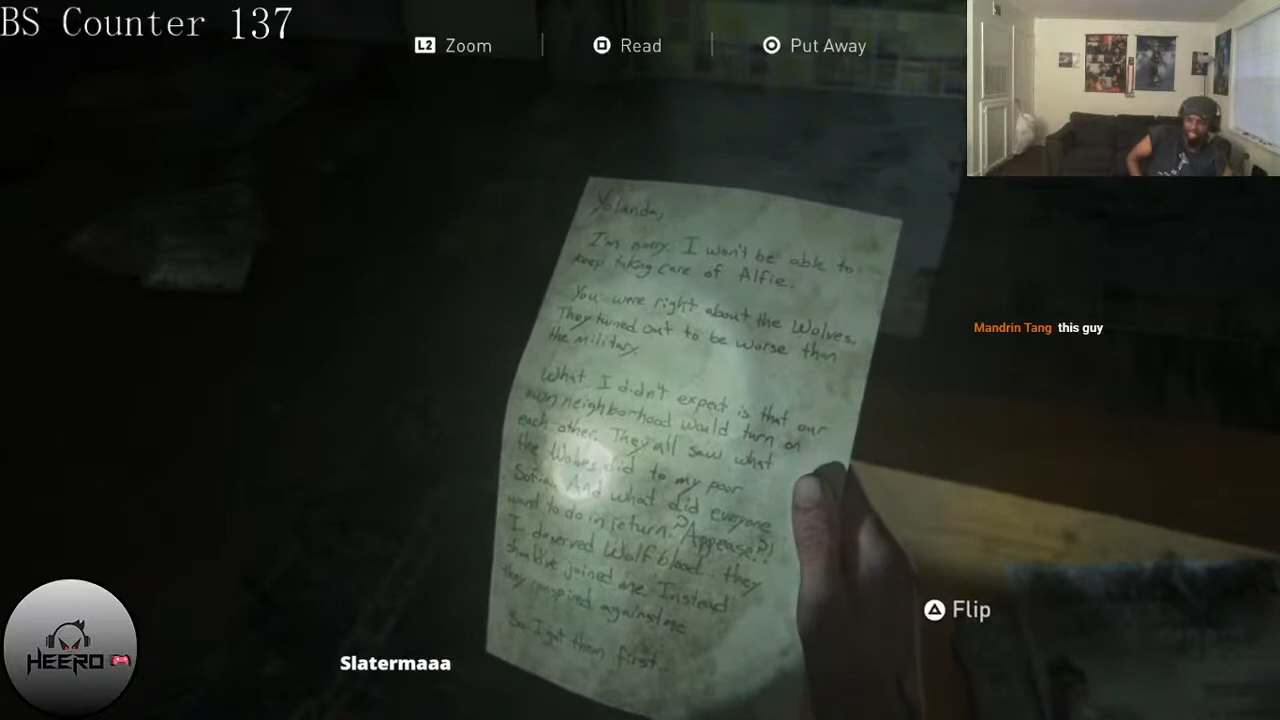 BS Counter 137
L2 Zoom
Read
Put Away
Yolanda,
I'm sorry. I won't be able to
keep taking care of Alfie.
You were right about the Wolves.
They turned out to be worse than
the military.
What I didn't expect is that our
own neighborhood would turn on
each other. They all saw what
the Wolves did to my poor
Sofia. And what did everyone
want to do in return? Appease?!
I deserved Wolf blood... they
should've joined me. Instead
they conspired against me.
So I got them first.
Mandrin Tang this guy
Flip
HEERO
Slatermaaa